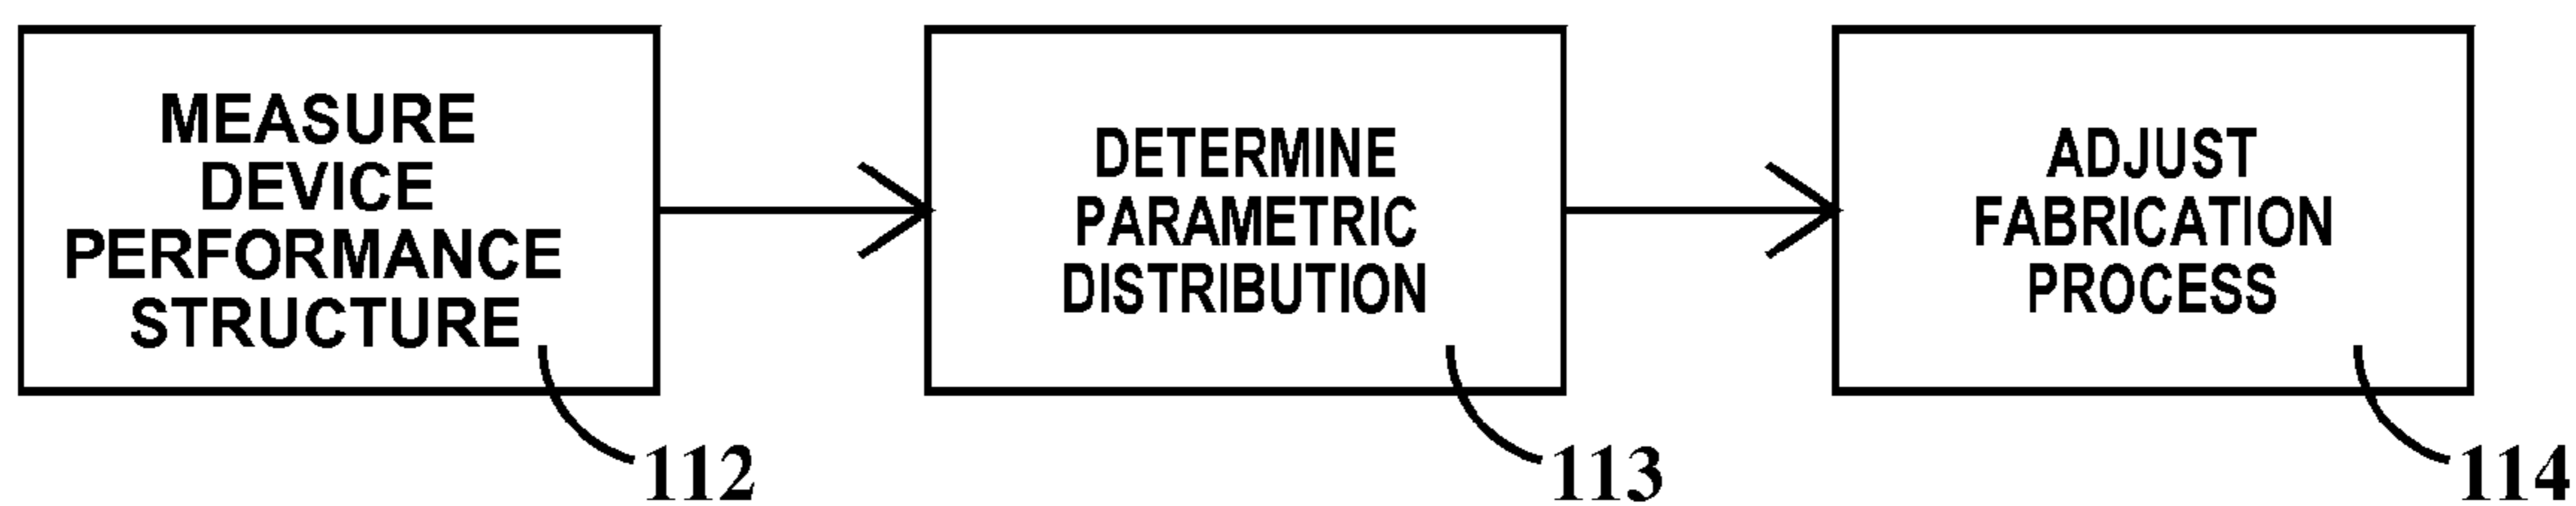 MEASURE
DEVICE
PERFORMANCE
STRUCTURE
112
DETERMINE
PARAMETRIC
DISTRIBUTION
113
ADJUST
FABRICATION
PROCESS
114